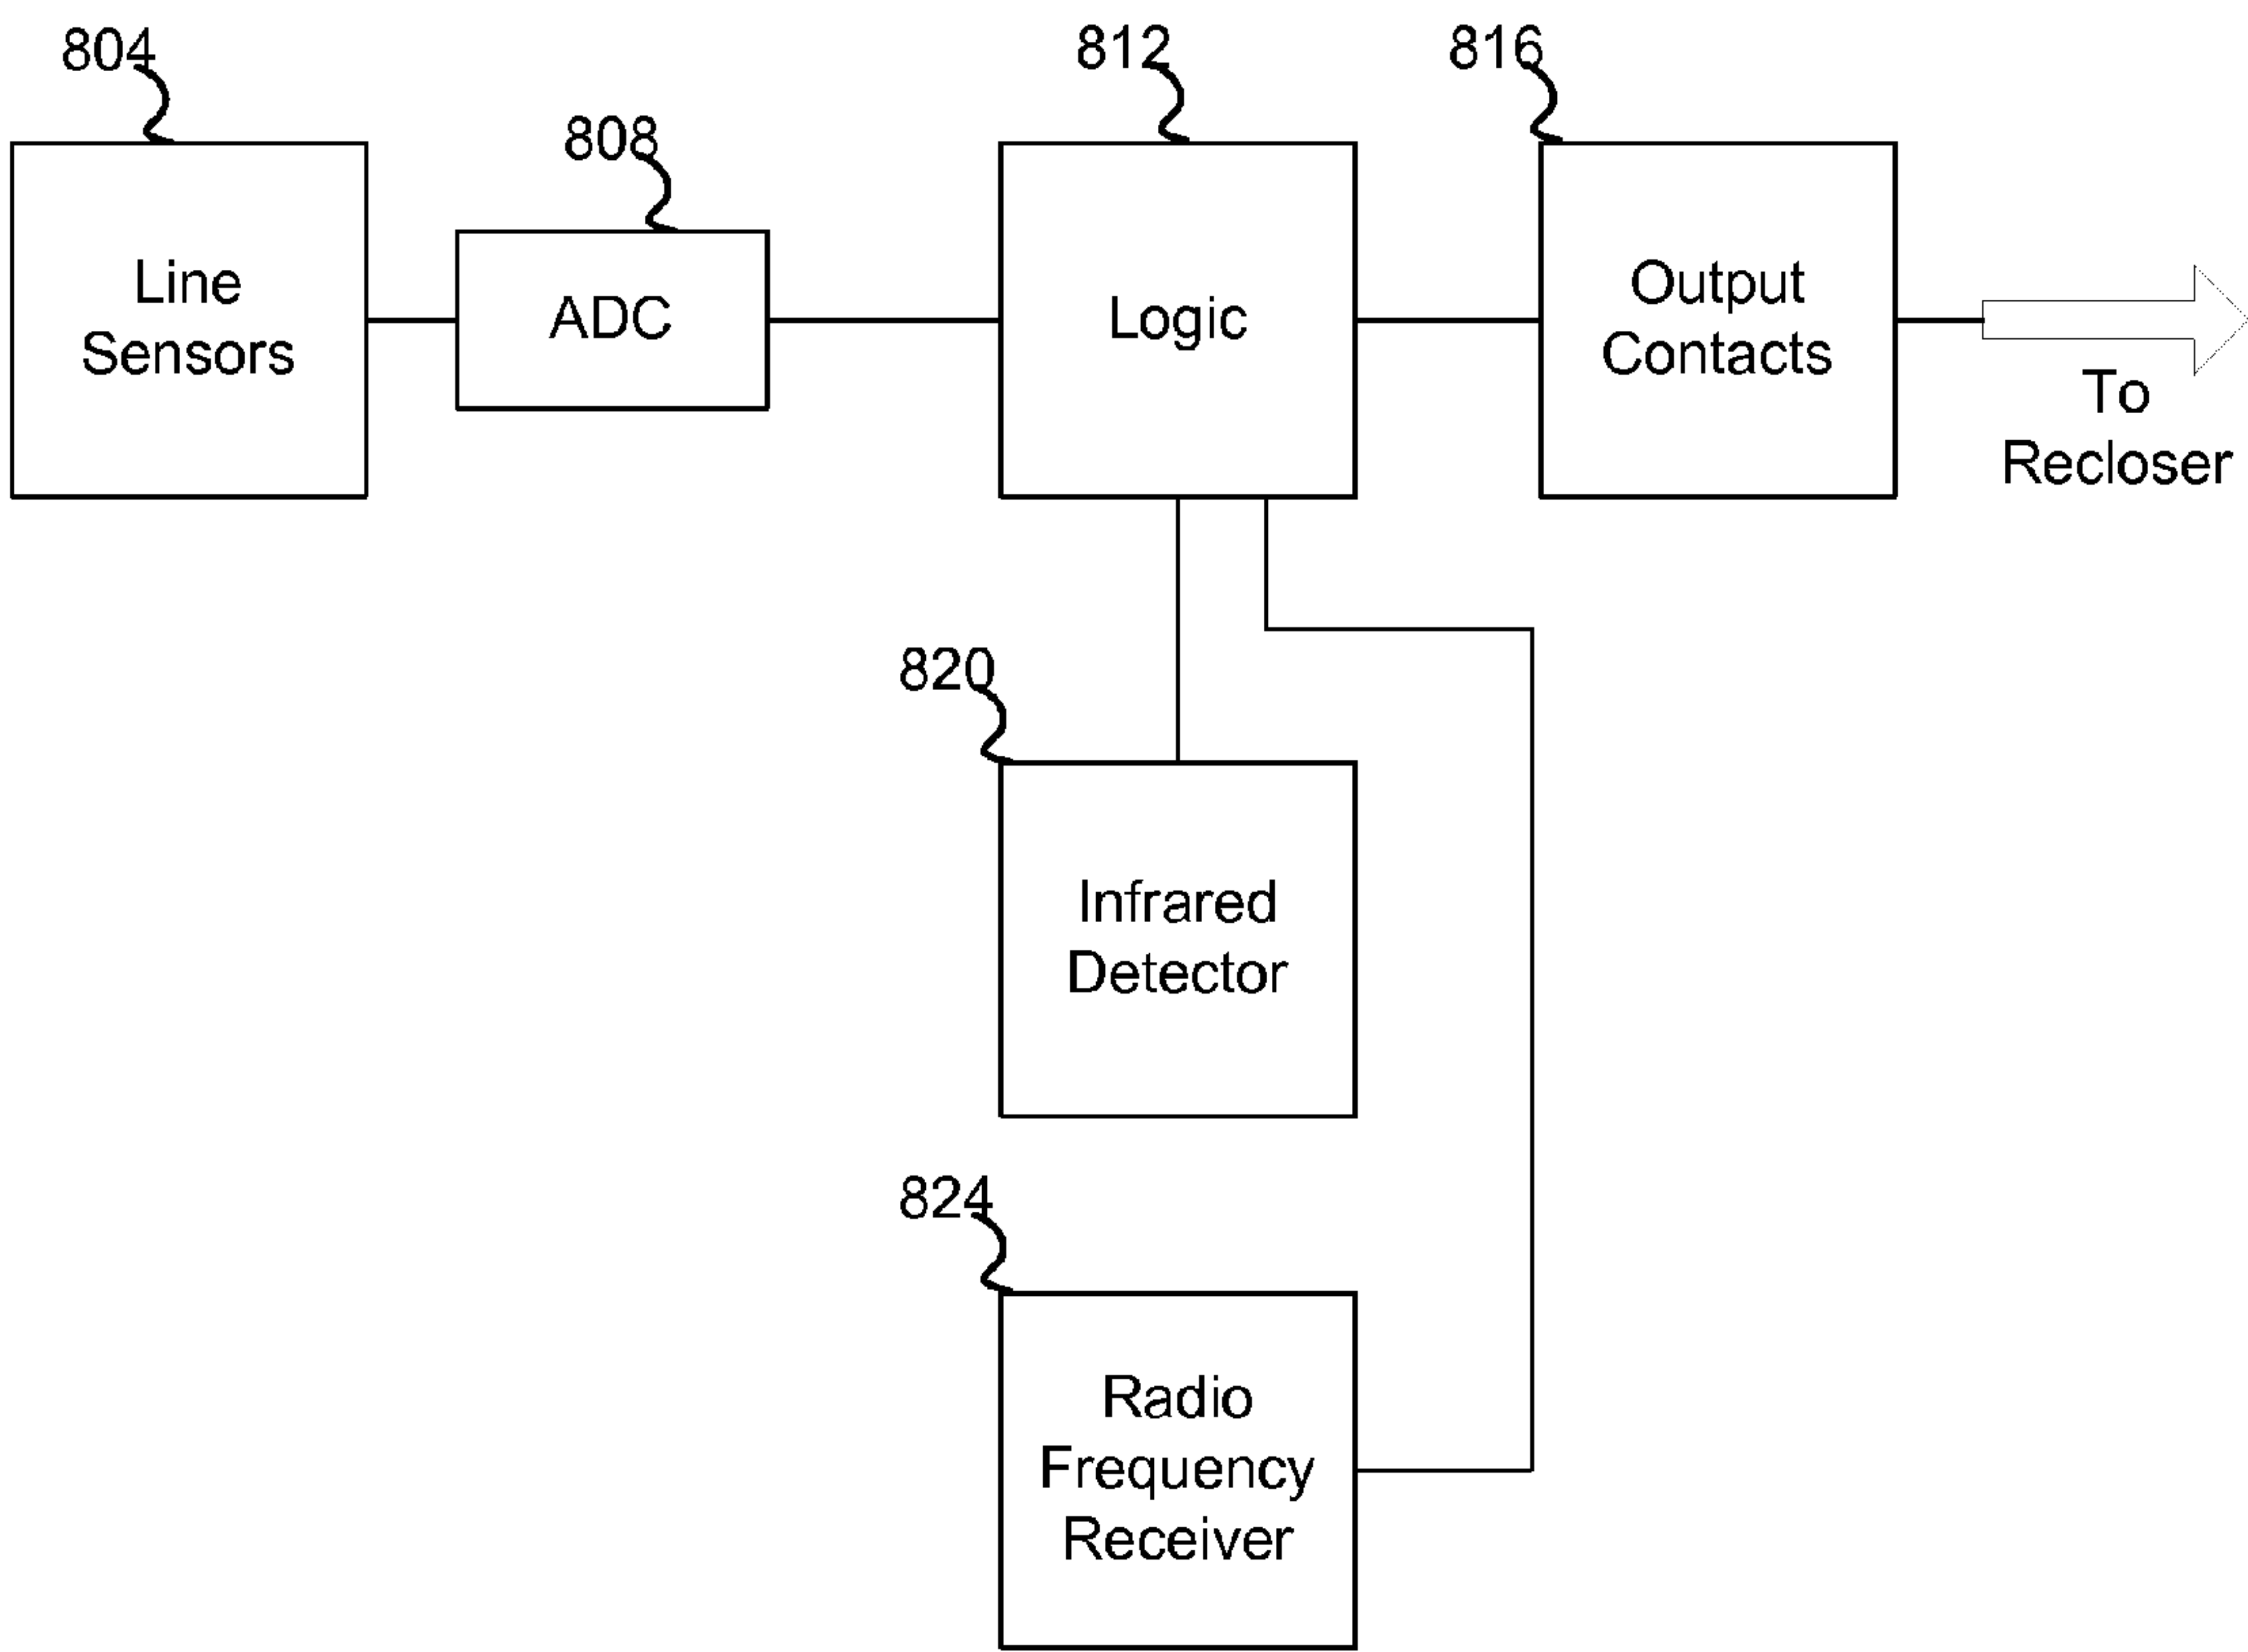 804
808
812
816
Line
Sensors
ADC
Logic
Output
Contacts
To
Recloser
820
Infrared
Detector
824
Radio
Frequency
Receiver